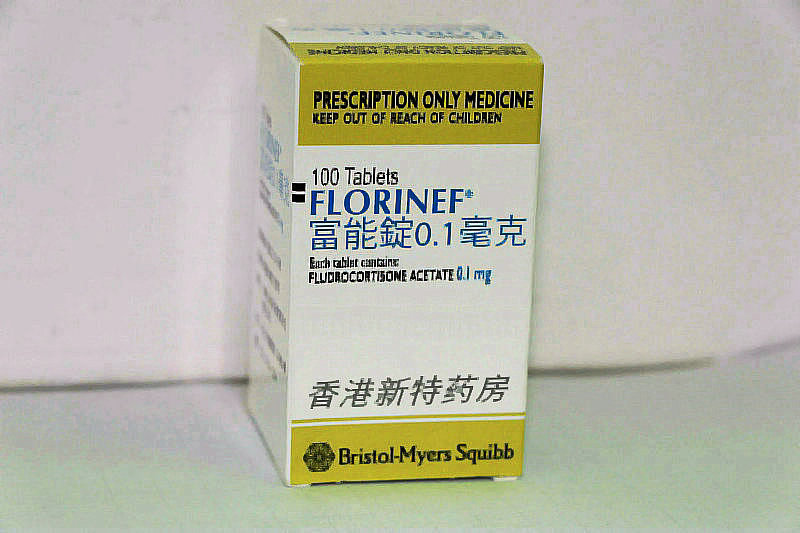 FLORINEF
PRESCRIPTION ONLY MEDICINE
KEEP OUT OF REACH OF CHILDREN
100 Tablets
FLORINEF®
富能錠0.1毫克
Each tablet contains:
FLUDROCORTISONE ACETATE 0.1 mg
香港新特药房
Bristol-Myers Squibb